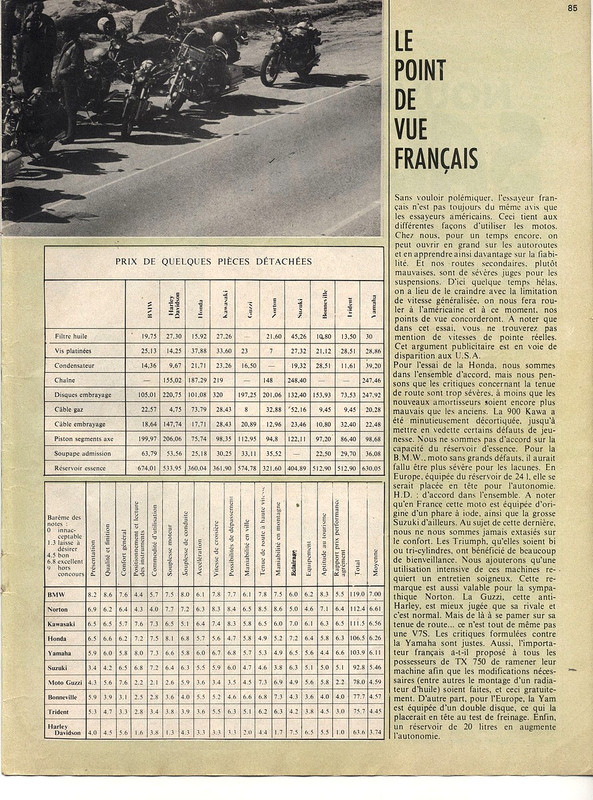 85
LE
POINT
DE
VUE
FRANÇAIS
Sans vouloir polémiquer, l'essayeur fran-
çais n'est pas toujours du même avis que
les essayeurs américains. Ceci tient aux
différentes façons d'utiliser les motos.
Chez nous, pour un temps encore, on
peut ouvrir en grand sur les autoroutes
et en apprendre ainsi davantage sur la fiabi-
lité. Et nos routes secondaires, plutôt
mauvaises, sont de sévères juges pour les
suspensions. D'ici quelque temps hélas,
on a lieu de le craindre avec la limitation
de vitesse généralisée, on nous fera rou-
ler à l'américaine et à ce moment, nos
points de vue concorderont. A noter que
dans cet essai, vous ne trouverez pas
mention de vitesses de pointe réelles.
Cet argument publicitaire est en voie de
disparition aux U.S.A.
Pour l'essai de la Honda, nous sommes
dans l'ensemble d'accord, mais nous pen-
sons que les critiques concernant la tenue
de route sont trop sévères, à moins que les
nouveaux amortisseurs soient encore plus
mauvais que les anciens. La 900 Kawa a
été minutieusement décortiquée, jusqu'à
mettre en vedette certains défauts de jeu-
nesse. Nous ne sommes pas d'accord sur la
capacité du réservoir d'essence. Pour la
B.M.W., moto sans grands défauts, il aurait
fallu être plus sévère pour les lacunes. En
Europe, équipée du réservoir de 24 l, elle se
serait placée en tête pour l'autonomie.
H.D. : d'accord dans l'ensemble. A noter
qu'en France cette moto est équipée d'ori-
gine d'un phare à iode, ainsi que la grosse
Suzuki d'ailleurs. Au sujet de cette dernière,
nous ne nous sommes jamais extasiés sur
le confort. Les Triumph, qu'elles soient bi
ou tri-cylindres, ont bénéficié de beaucoup
de bienveillance. Nous ajouterons qu'une
utilisation intensive de ces machines re-
quiert un entretien soigneux. Cette re-
marque est aussi valable pour la sympa-
thique Norton. La Guzzi, cette anti-
Harley, est mieux jugée que sa rivale et
c'est normal. Mais de là à se pamer sur sa
tenue de route... ce n'est tout de même pas
une V7S. Les critiques formulées contre
la Yamaha sont justes. Aussi, l'importa-
teur français a-t-il proposé à tous les
possesseurs de TX 750 de ramener leur
machine afin que les modifications néces-
saires (entre autres le montage d'un radia-
teur d'huile) soient faites, et ceci gratuite-
ment. D'autre part, pour l'Europe, la Yam
est équipée d'un double disque, ce qui la
placerait en tête au test de freinage. Enfin,
un réservoir de 20 litres en augmente
l'autonomie.
PRIX DE QUELQUES PIÈCES DÉTACHÉES
BMW Harley Davidson Honda Kawasaki Guzzi Norton Suzuki Bonneville Trident Yamaha
Filtre huile 19,75 27,30 15,92 27,26 — 21,60 45,26 10,80 13,50 30
Vis platinées 25,13 14,25 37,88 33,60 23 7 27,32 21,12 28,51 28,86
Condensateur 14,36 9,67 21,71 23,26 16,50 — 19,32 28,51 11,61 39,20
Chaîne — 155,02 187,29 219 — 148 248,40 — — 247,46
Disques embrayage 105,01 220,75 101,08 320 197,25 201,06 132,40 153,93 73,53 247,92
Câble gaz 22,57 4,75 73,79 28,43 8 32,88 52,16 9,45 9,45 20,28
Câble embrayage 18,64 147,74 17,71 28,43 20,89 12,96 23,46 10,80 32,40 22,48
Piston segments axe 199,97 206,06 75,74 98,35 112,95 94,8 122,11 97,20 86,40 98,68
Soupape admission 63,79 53,56 25,18 30,25 33,11 35,52 — 22,50 29,70 36,08
Réservoir essence 674,01 533,95 360,04 361,90 574,78 321,60 404,89 512,90 512,90 630,05
Barème des
notes :
0 inac-
ceptable
1.3 laisse à
désirer
4.5 bon
6.8 excellent
9 hors
concours
Présentation
Qualité et finition
Confort général
Positionnement et lecture
des instruments
Commodité d'utilisation
Souplesse moteur
Souplesse de conduite
Accélération
Vitesse de croisière
Possibilités de dépassement
Maniabilité en ville
Tenue de route à haute vitesse
Maniabilité en montagne
Éclairage
Equipement
Aptitude au tourisme
Rapport prix performance
agrément
Total
Moyenne
BMW 8.2 8.6 7.6 4.4 5.7 7.5 8.0 6.1 7.8 7.7 6.1 7.8 7.5 6.0 6.2 8.3 5.5 119.0 7.00
Norton 6.9 6.2 6.4 4.3 4.0 7.7 7.2 6.3 8.3 8.4 6.5 8.5 8.6 5.0 4.6 7.1 6.4 112.4 6.61
Kawasaki 6.5 6.5 5.7 7.6 7.3 6.5 5.1 6.4 7.4 8.3 5.8 6.5 6.0 7.0 6.1 6.3 6.5 111.5 6.56
Honda 6.5 6.6 6.2 7.2 7.5 8.1 6.8 5.7 5.6 4.7 5.8 4.9 5.2 7.2 6.4 5.8 6.3 106.5 6.26
Yamaha 5.9 6.0 5.8 8.0 7.3 6.6 5.8 6.0 6.7 6.8 5.7 5.3 4.9 6.5 5.6 4.4 6.6 103.9 6.11
Suzuki 3.4 4.2 6.5 6.8 7.2 6.4 6.3 5.5 5.9 6.0 4.7 4.6 3.8 6.3 5.1 5.0 5.1 92.8 5.46
Moto Guzzi 4.3 5.6 7.6 2.2 2.1 2.6 5.9 3.6 3.4 3.5 4.5 7.3 6.9 4.9 5.6 5.8 2.2 78.0 4.59
Bonneville 5.9 3.9 3.1 2.5 2.8 3.6 4.0 5.5 5.2 4.6 6.6 6.8 7.3 4.3 3.6 4.0 4.0 77.7 4.57
Trident 5.3 4.7 3.3 2.8 3.4 3.8 3.9 3.6 5.5 6.3 5.1 6.2 6.3 4.2 3.8 4.5 3.0 75.7 4.45
Harley
Davidson 4.0 4.5 5.6 1.6 3.8 1.3 4.3 3.3 3.3 3.3 2.0 4.4 1.7 7.5 6.5 5.5 1.0 63.6 3.74